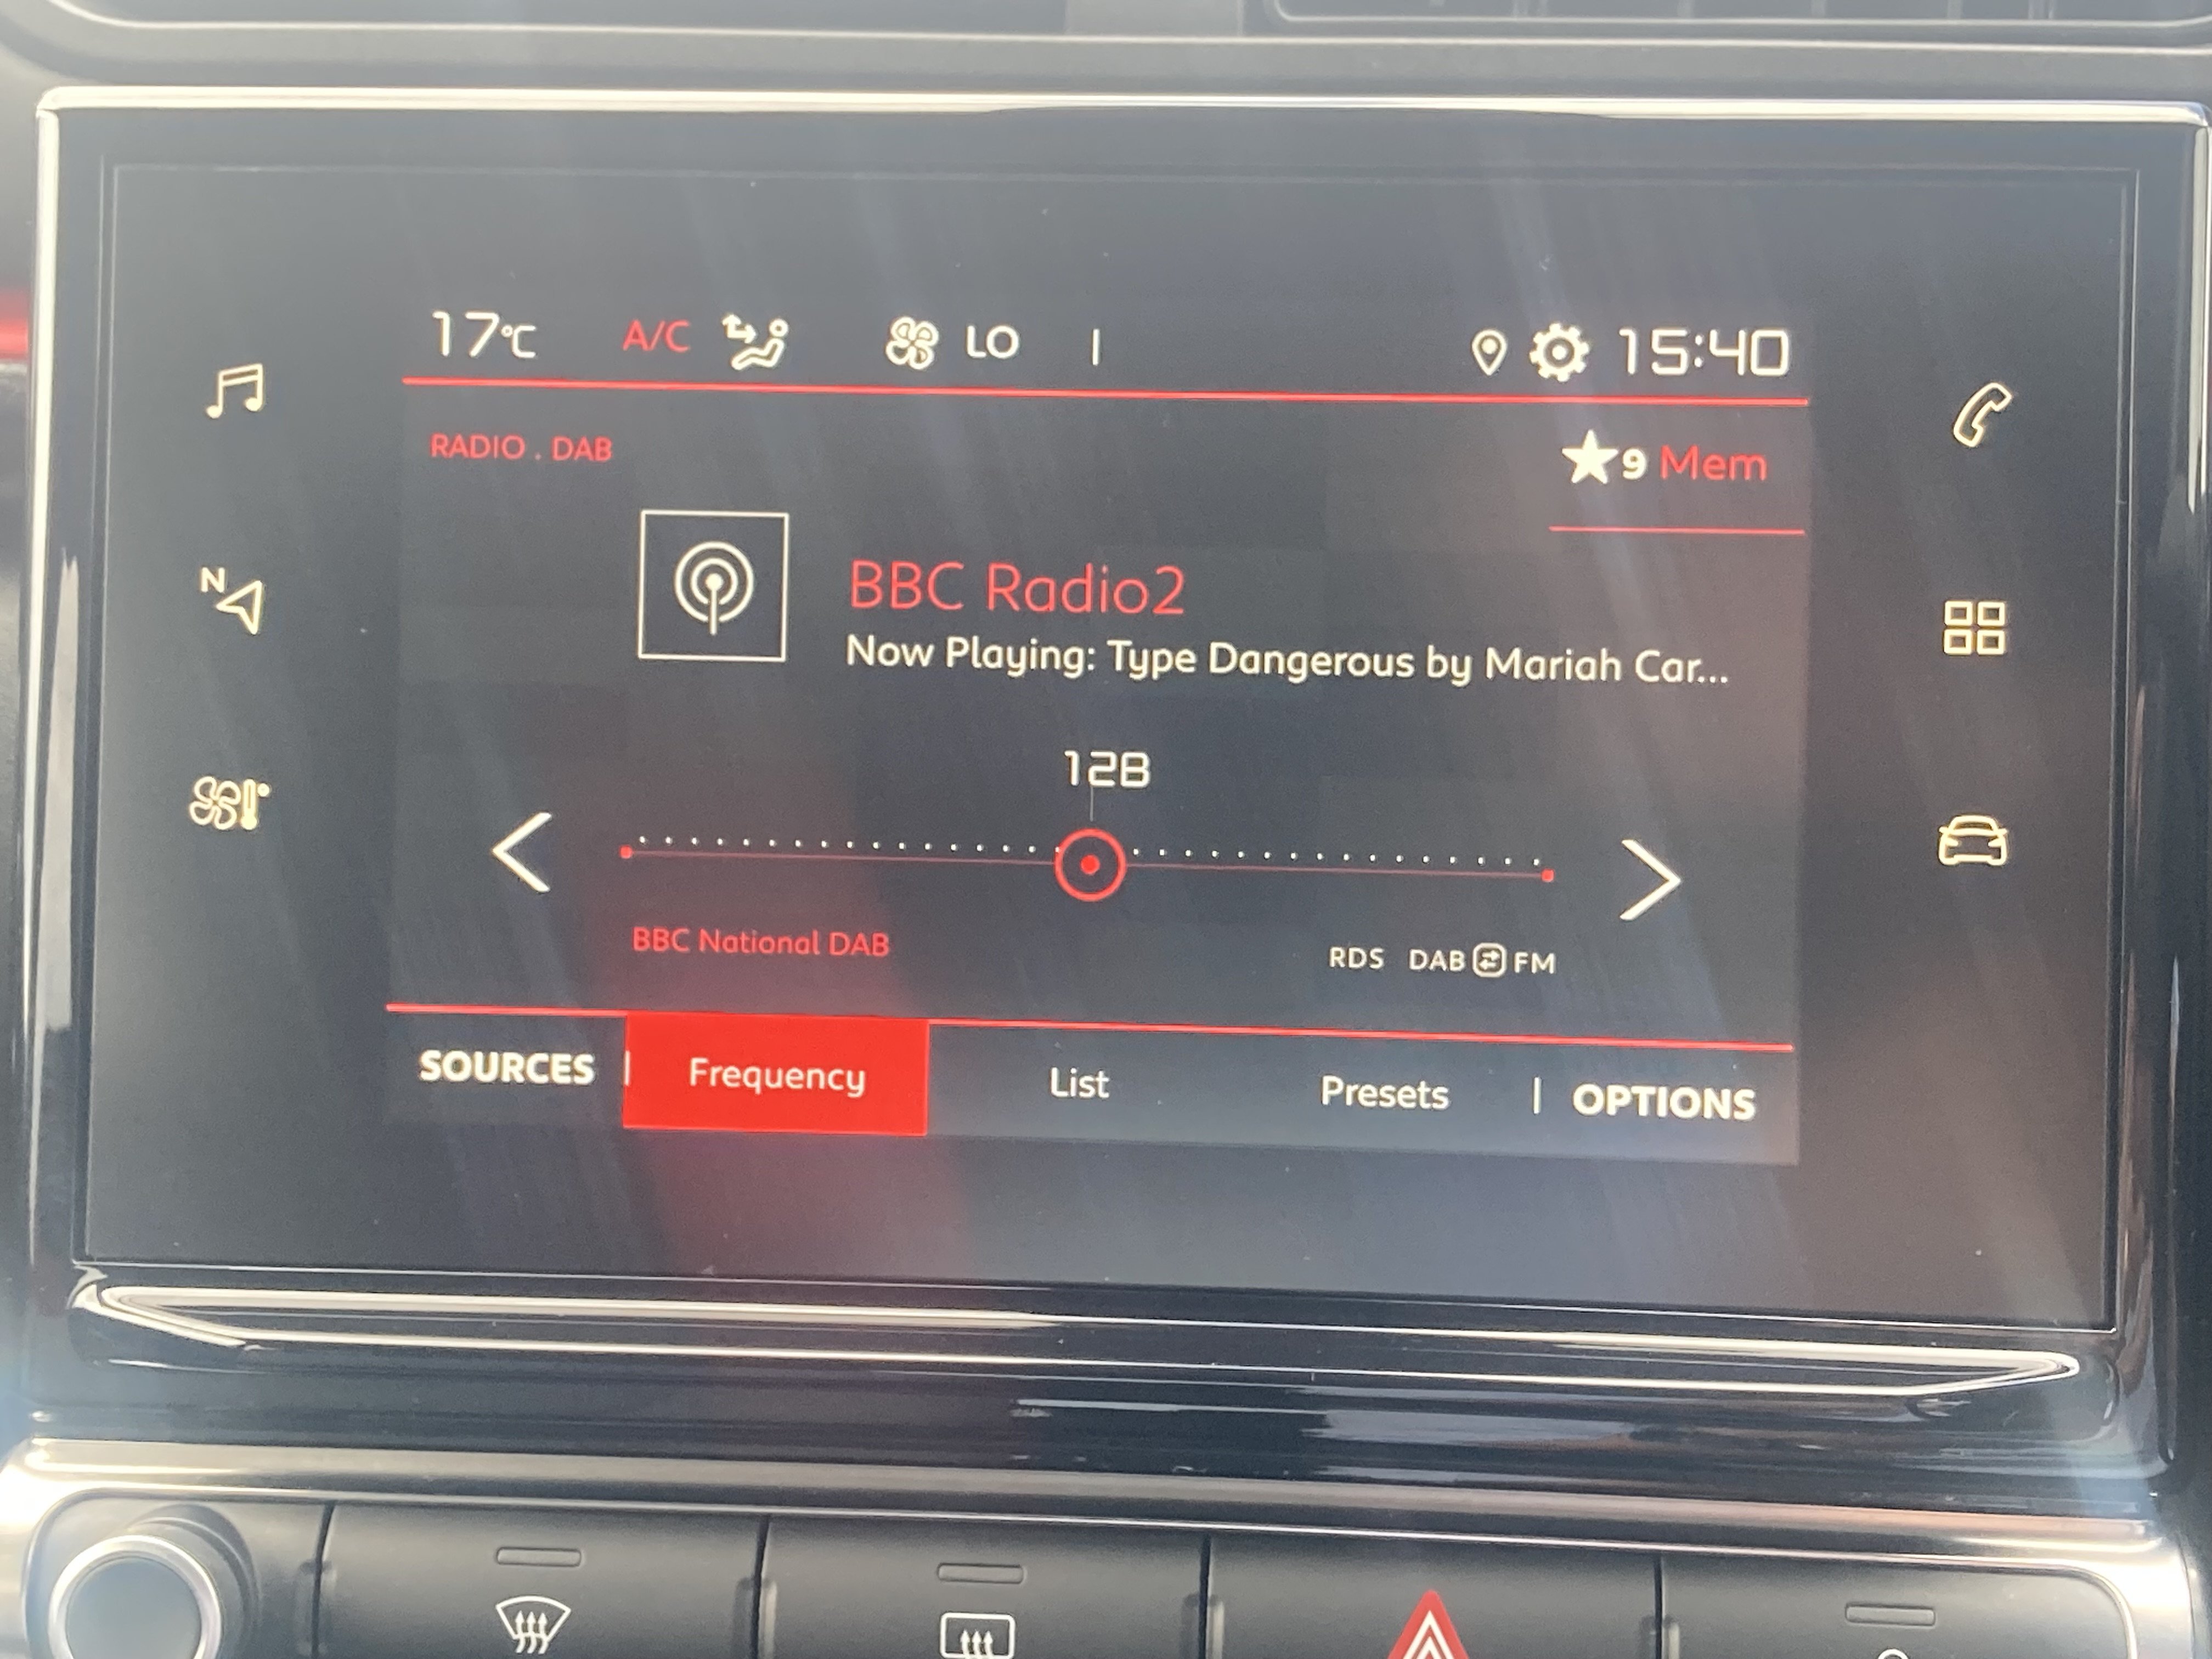 17°C A/C LO | 15:40
RADIO . DAB
★9 Mem
BBC Radio2
Now Playing: Type Dangerous by Mariah Car...
N
12B
BBC National DAB
RDS DAB FM
SOURCES | Frequency List Presets | OPTIONS